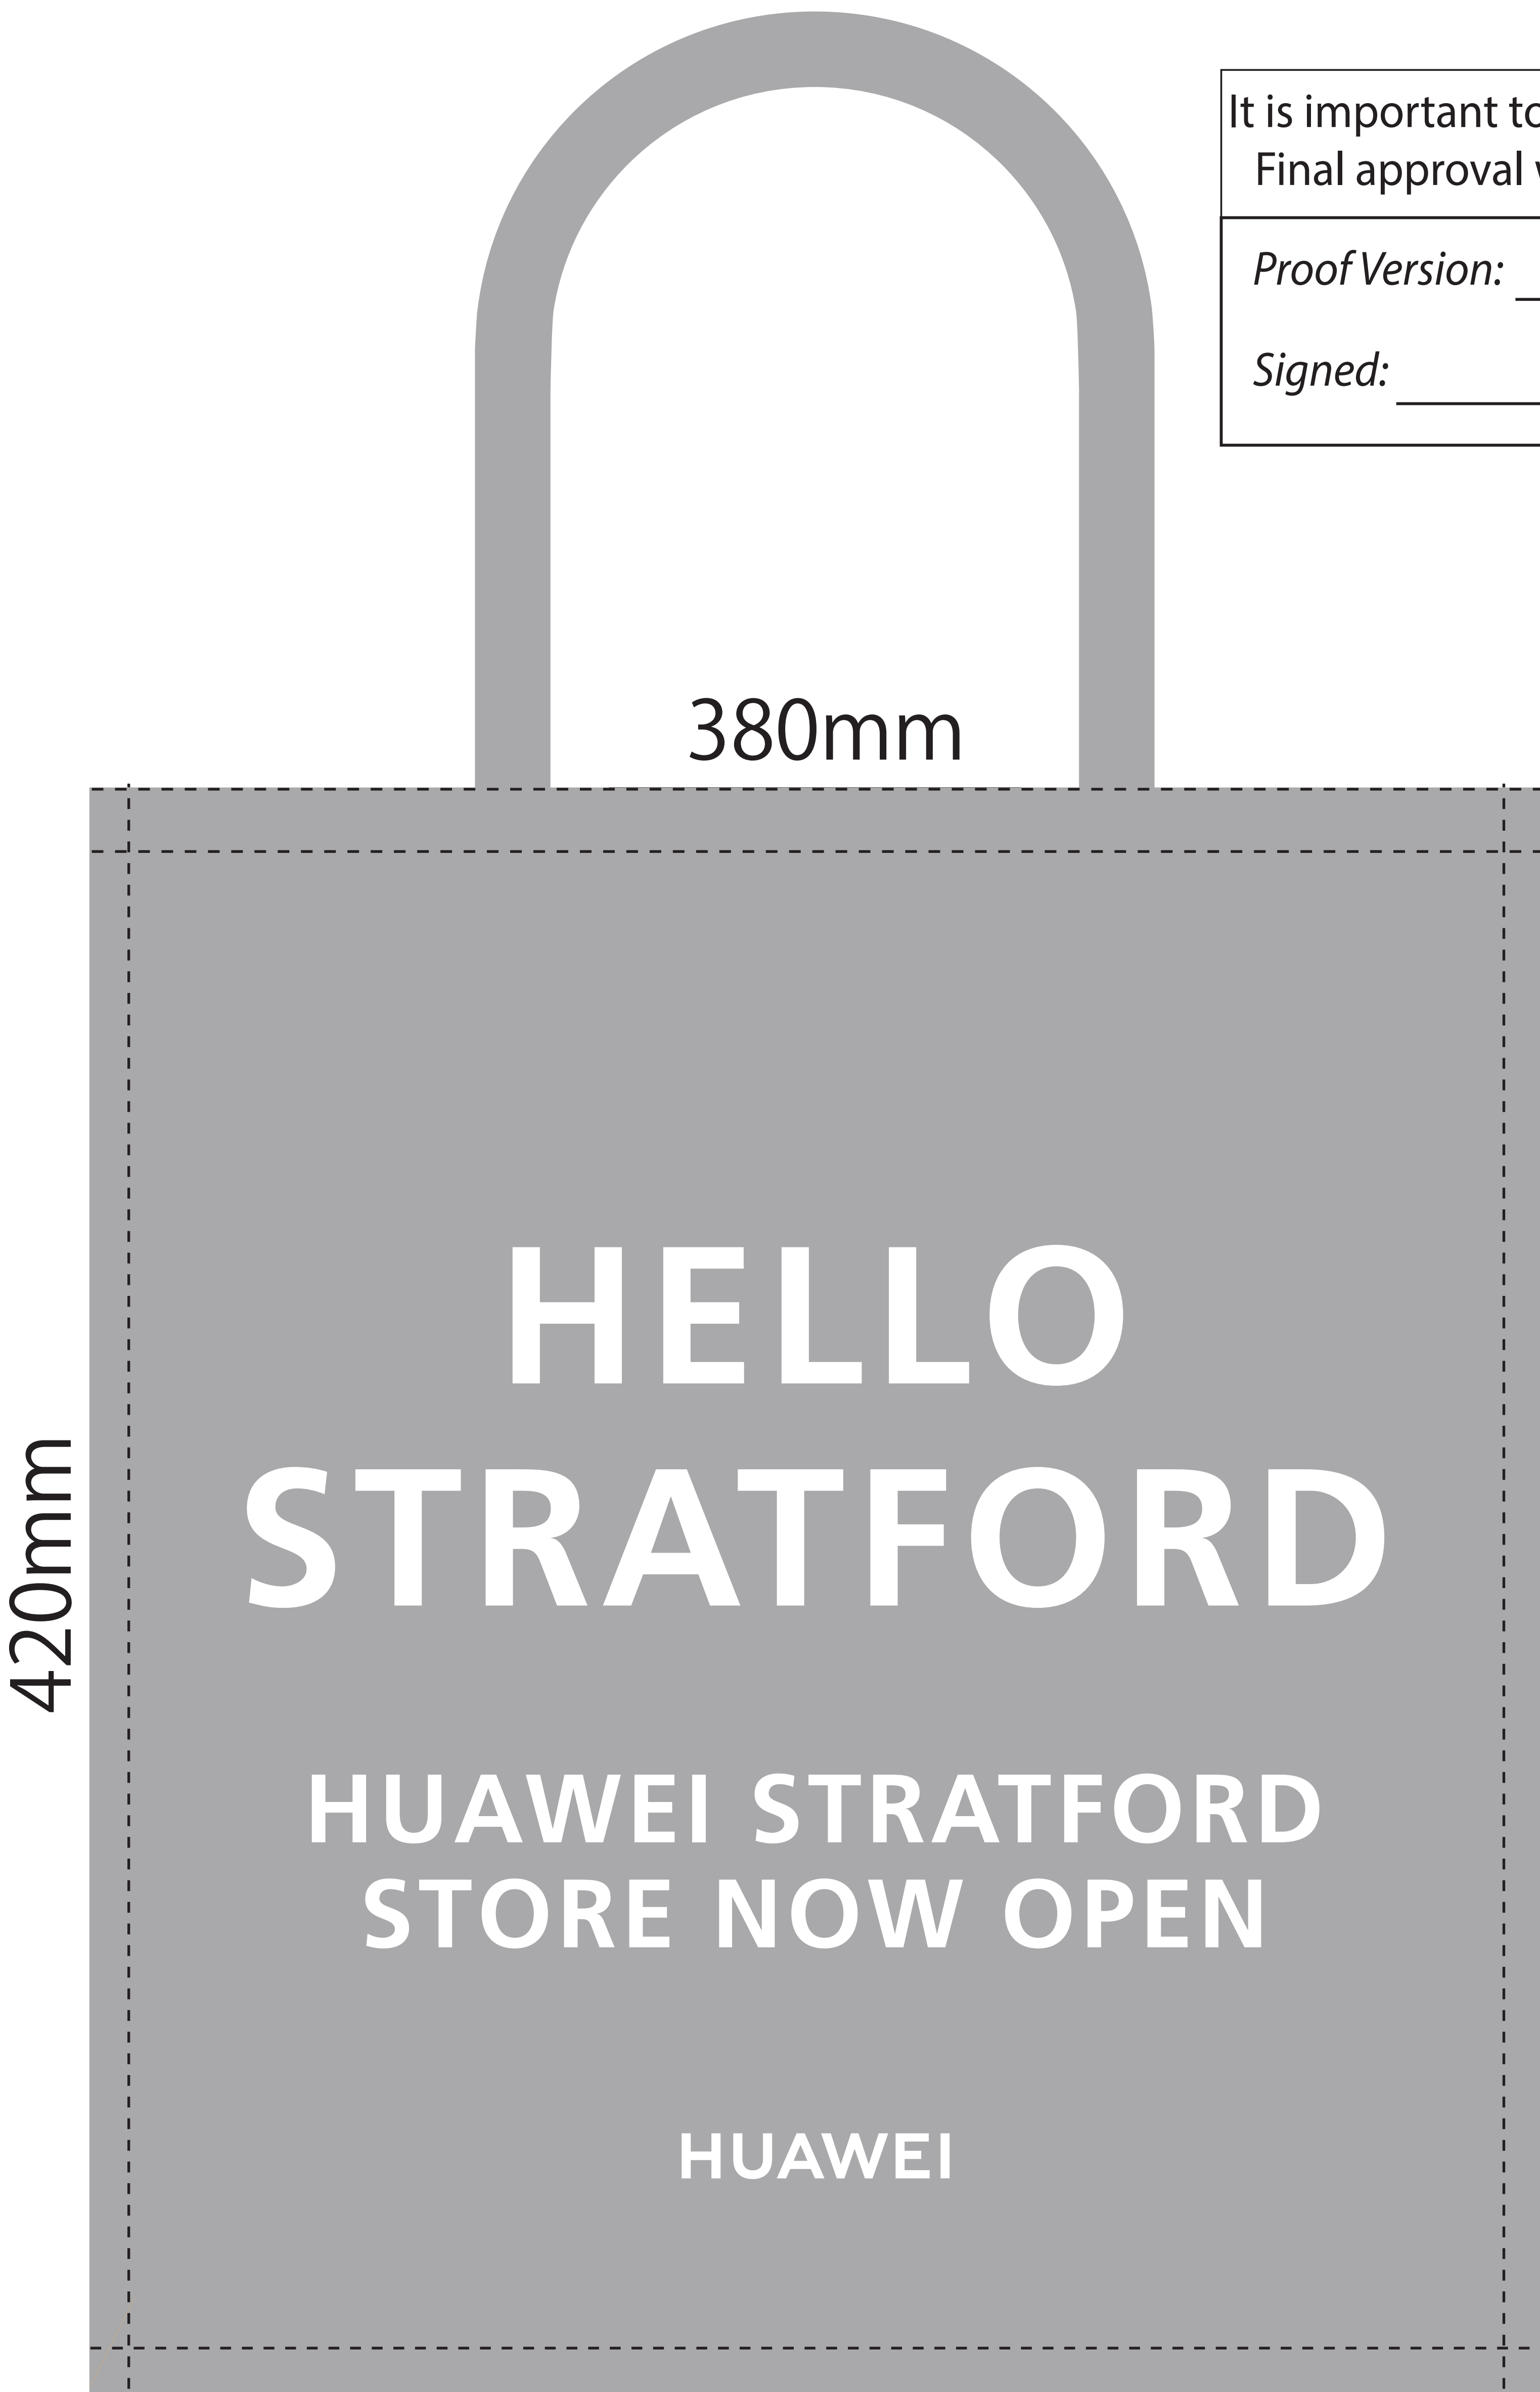 It is important to
Final approval
Proof Version:
Signed:
380mm
420mm
HELLO
STRATFORD
HUAWEI STRATFORD
STORE NOW OPEN
HUAWEI